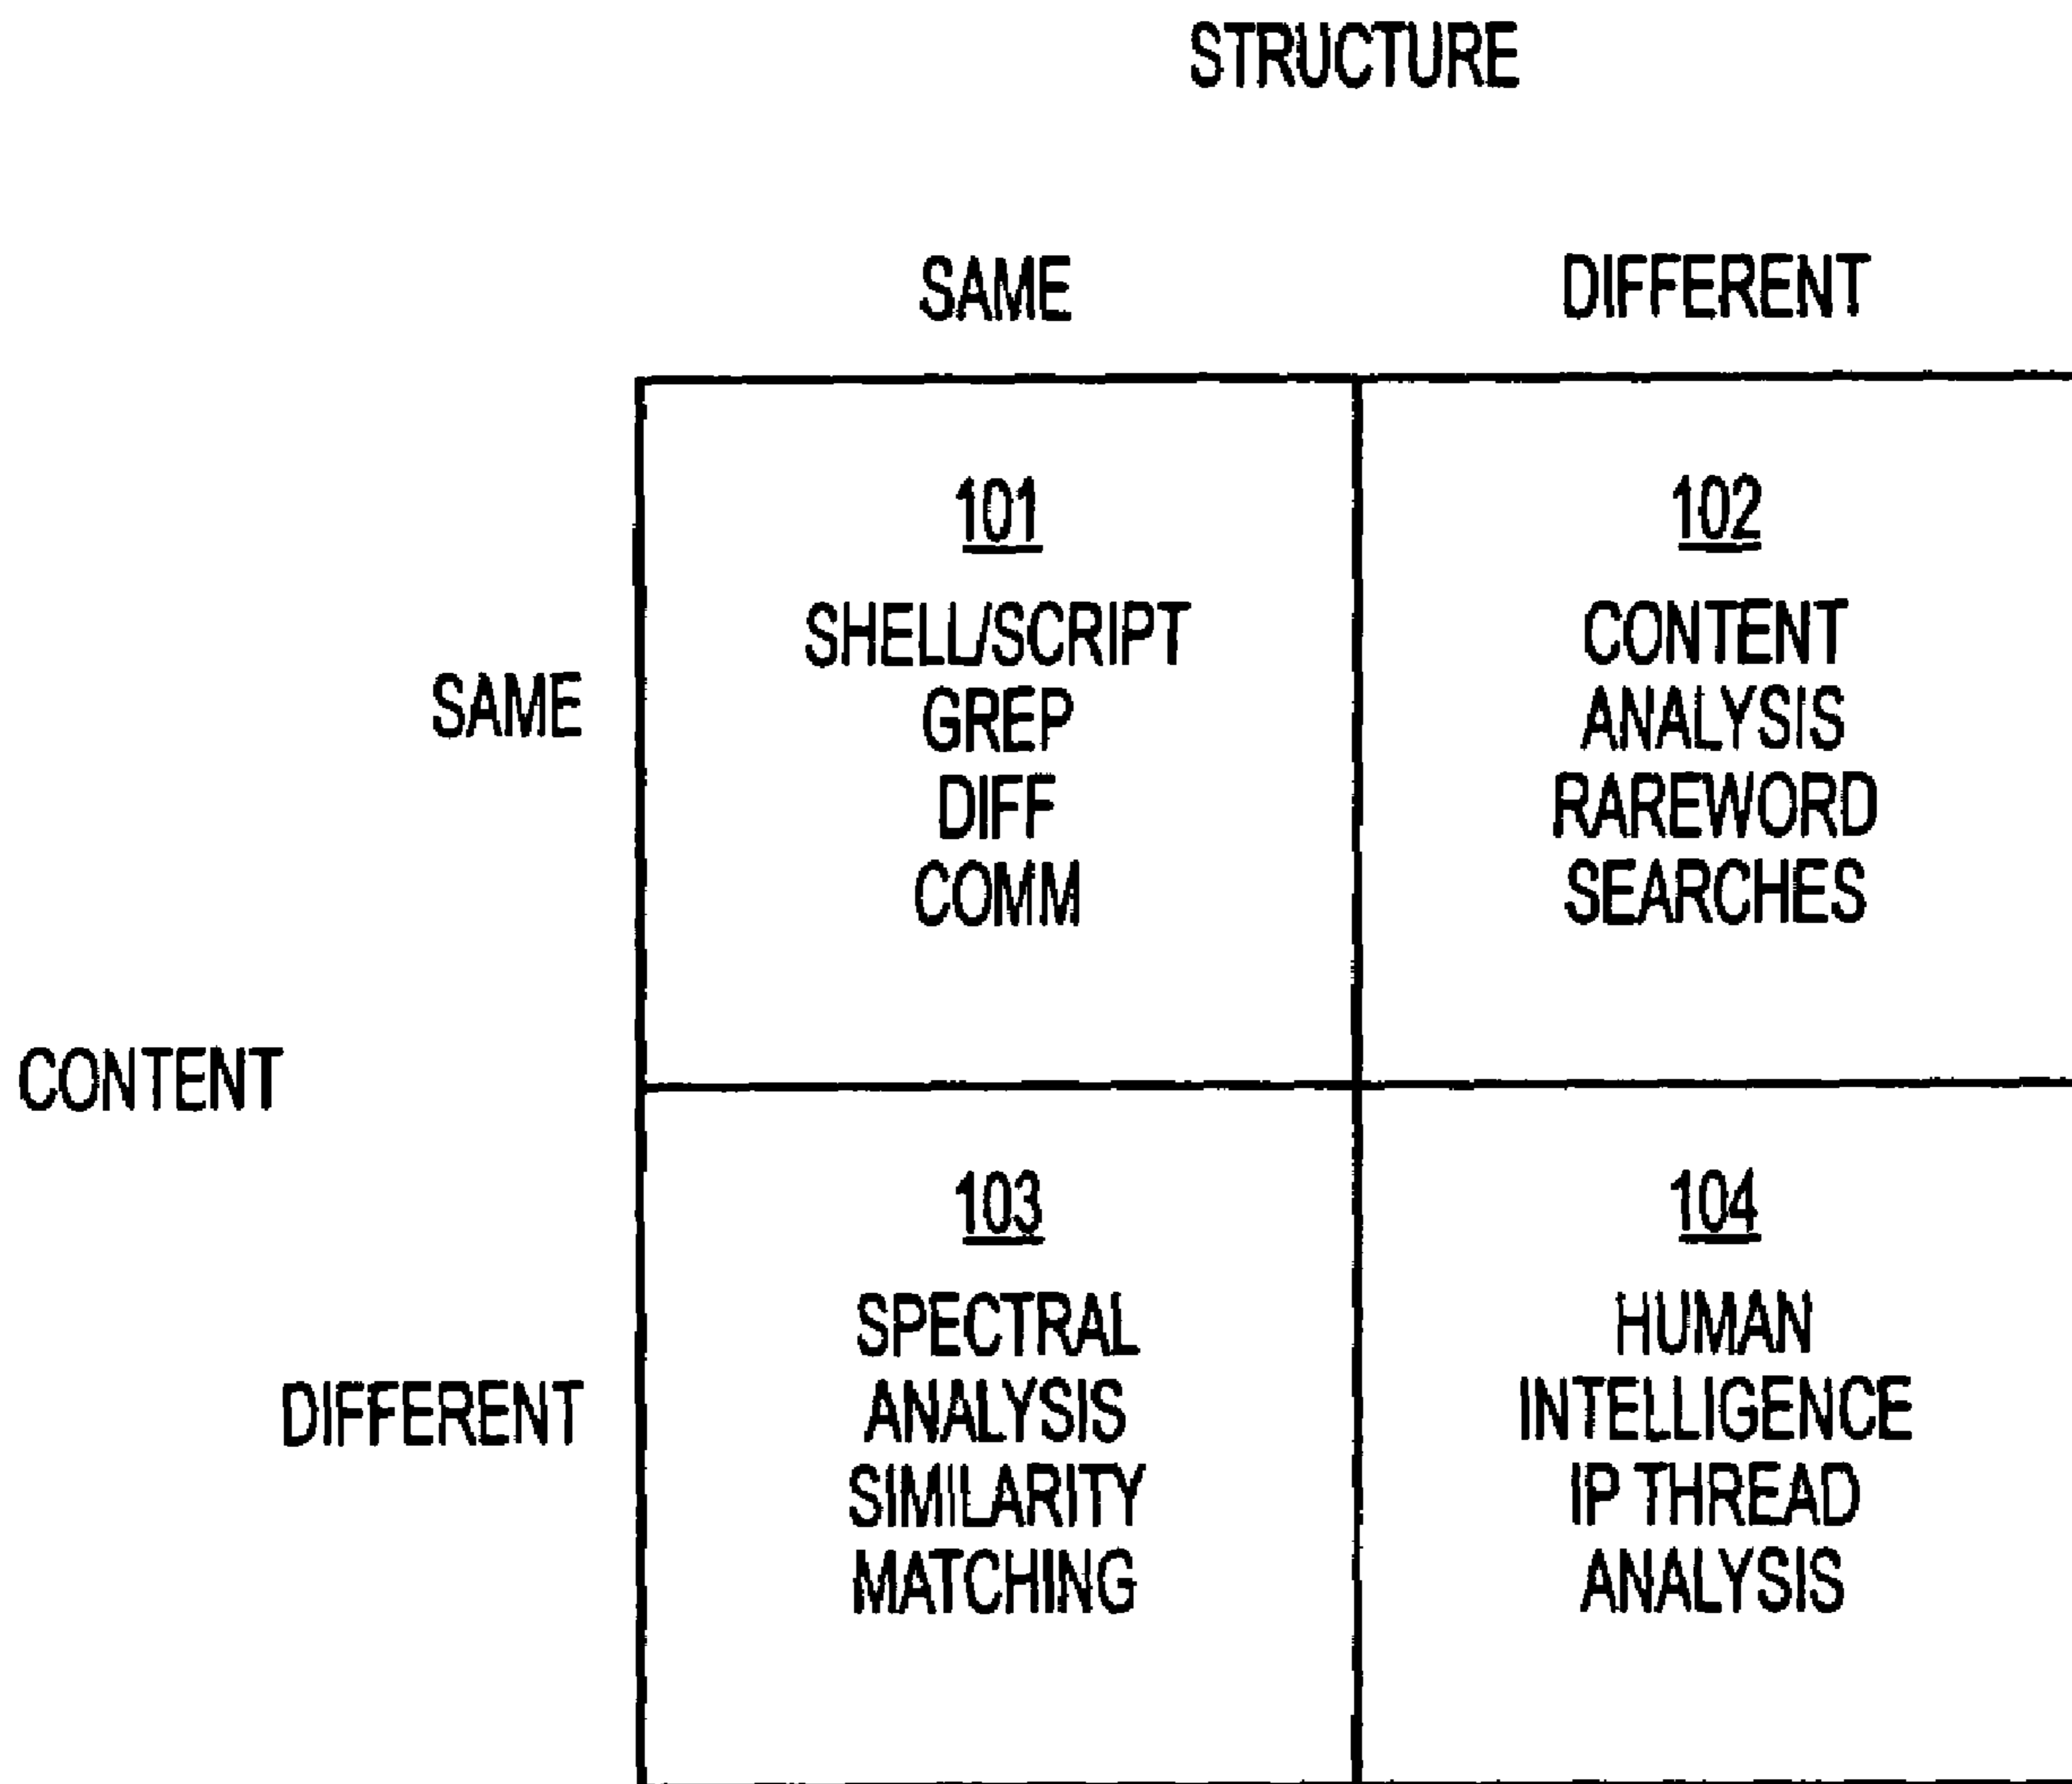 STRUCTURE
SAME DIFFERENT
101
SHELL/SCRIPT
GREP
DIFF
COMM
102
CONTENT
ANALYSIS
RAREWORD
SEARCHES
SAME
CONTENT
103
SPECTRAL
ANALYSIS
SIMILARITY
MATCHING
104
HUMAN
INTELLIGENCE
IP THREAD
ANALYSIS
DIFFERENT